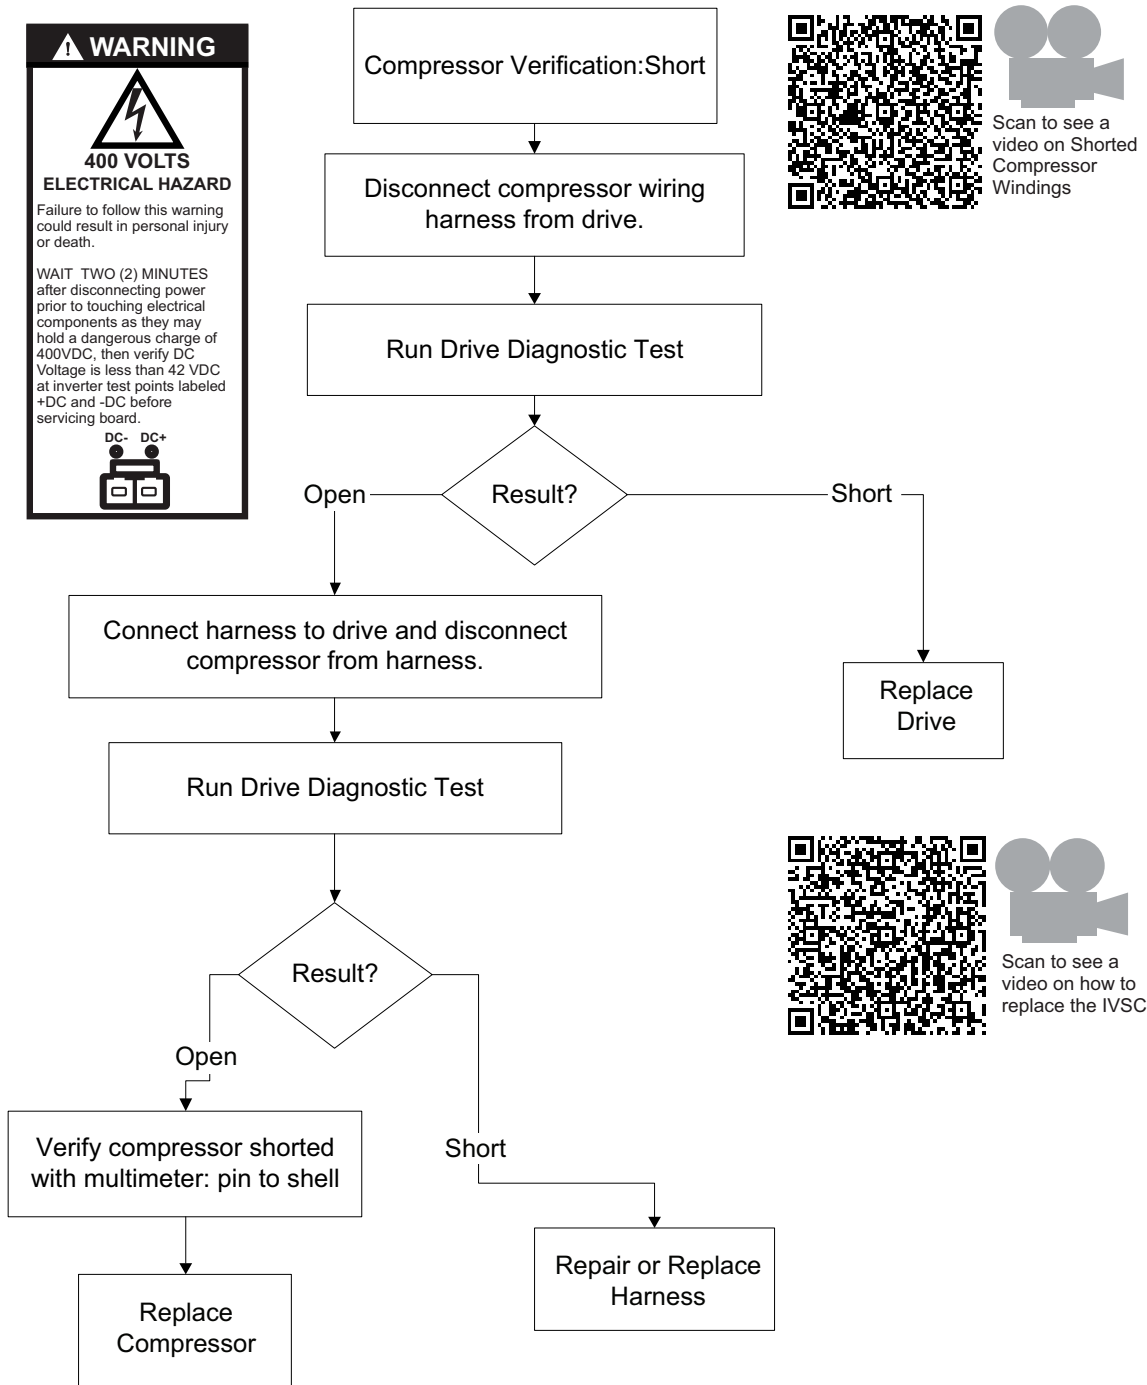 WARNING
400 VOLTS
ELECTRICAL HAZARD
Failure to follow this warning
could result in personal injury
or death.
WAIT TWO (2) MINUTES
after disconnecting power
prior to touching electrical
components as they may
hold a dangerous charge of
400VDC, then verify DC
Voltage is less than 42 VDC
at inverter test points labeled
+DC and -DC before
servicing board.
DC- DC+
Compressor Verification:Short
Scan to see a
video on Shorted
Compressor
Windings
Disconnect compressor wiring
harness from drive.
Run Drive Diagnostic Test
Result?
Open
Short
Connect harness to drive and disconnect
compressor from harness.
Replace
Drive
Run Drive Diagnostic Test
Scan to see a
video on how to
replace the IVSC
Result?
Open
Short
Verify compressor shorted
with multimeter: pin to shell
Repair or Replace
Harness
Replace
Compressor